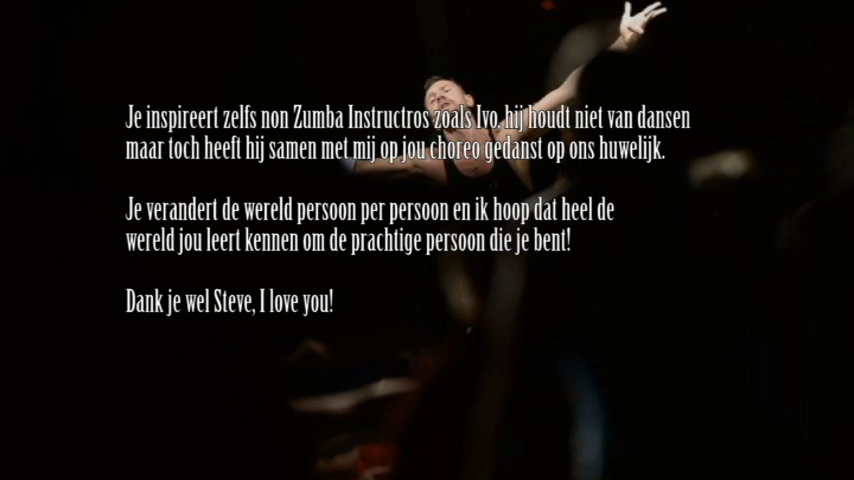 Je inspireert zelfs non Zumba Instructros zoals Ivo, hij houdt niet van dansen
maar toch heeft hij samen met mij op jou choreo gedanst op ons huwelijk.
Je verandert de wereld persoon per persoon en ik hoop dat heel de
wereld jou leert kennen om de prachtige persoon die je bent!
Dank je wel Steve, I love you!